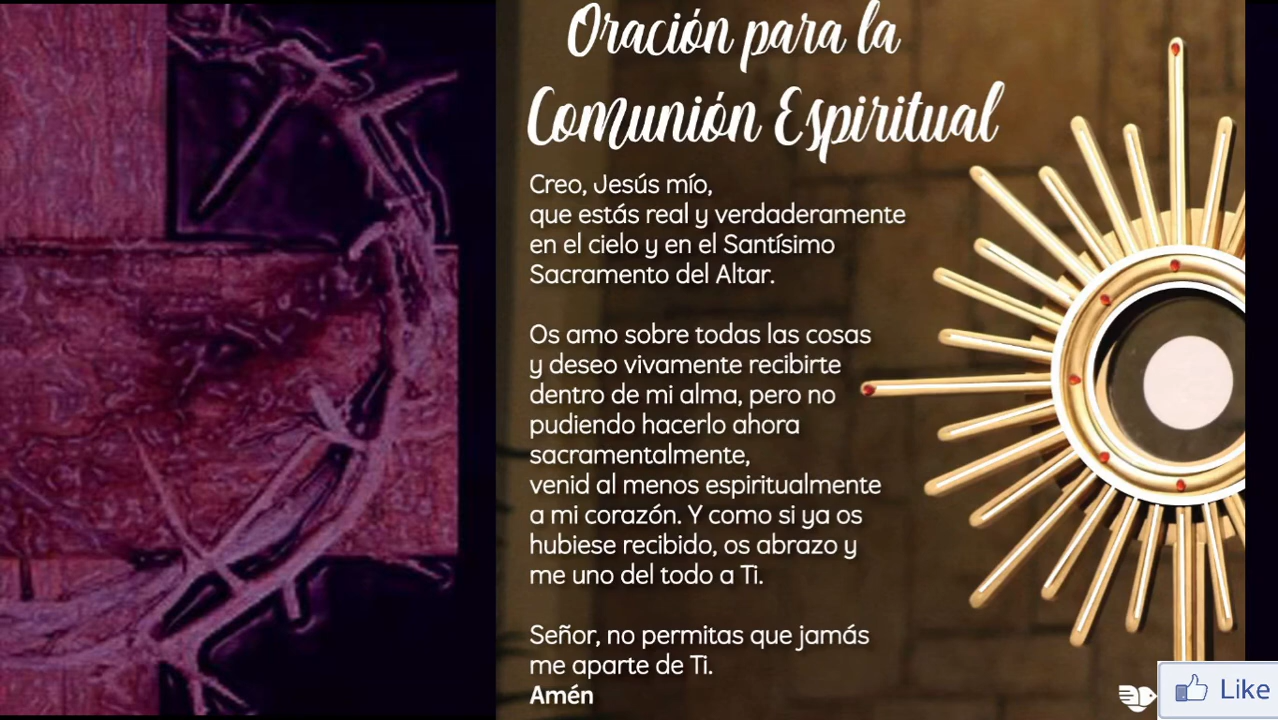 Oración para la
Comunión Espiritual
Creo, Jesús mío,
que estás real y verdaderamente
en el cielo y en el Santísimo
Sacramento del Altar.
Os amo sobre todas las cosas
y deseo vivamente recibirte
dentro de mi alma, pero no
pudiendo hacerlo ahora
sacramentalmente,
venid al menos espiritualmente
a mi corazón. Y como si ya os
hubiese recibido, os abrazo y
me uno del todo a Ti.
Señor, no permitas que jamás
me aparte de Ti.
Amén
Like